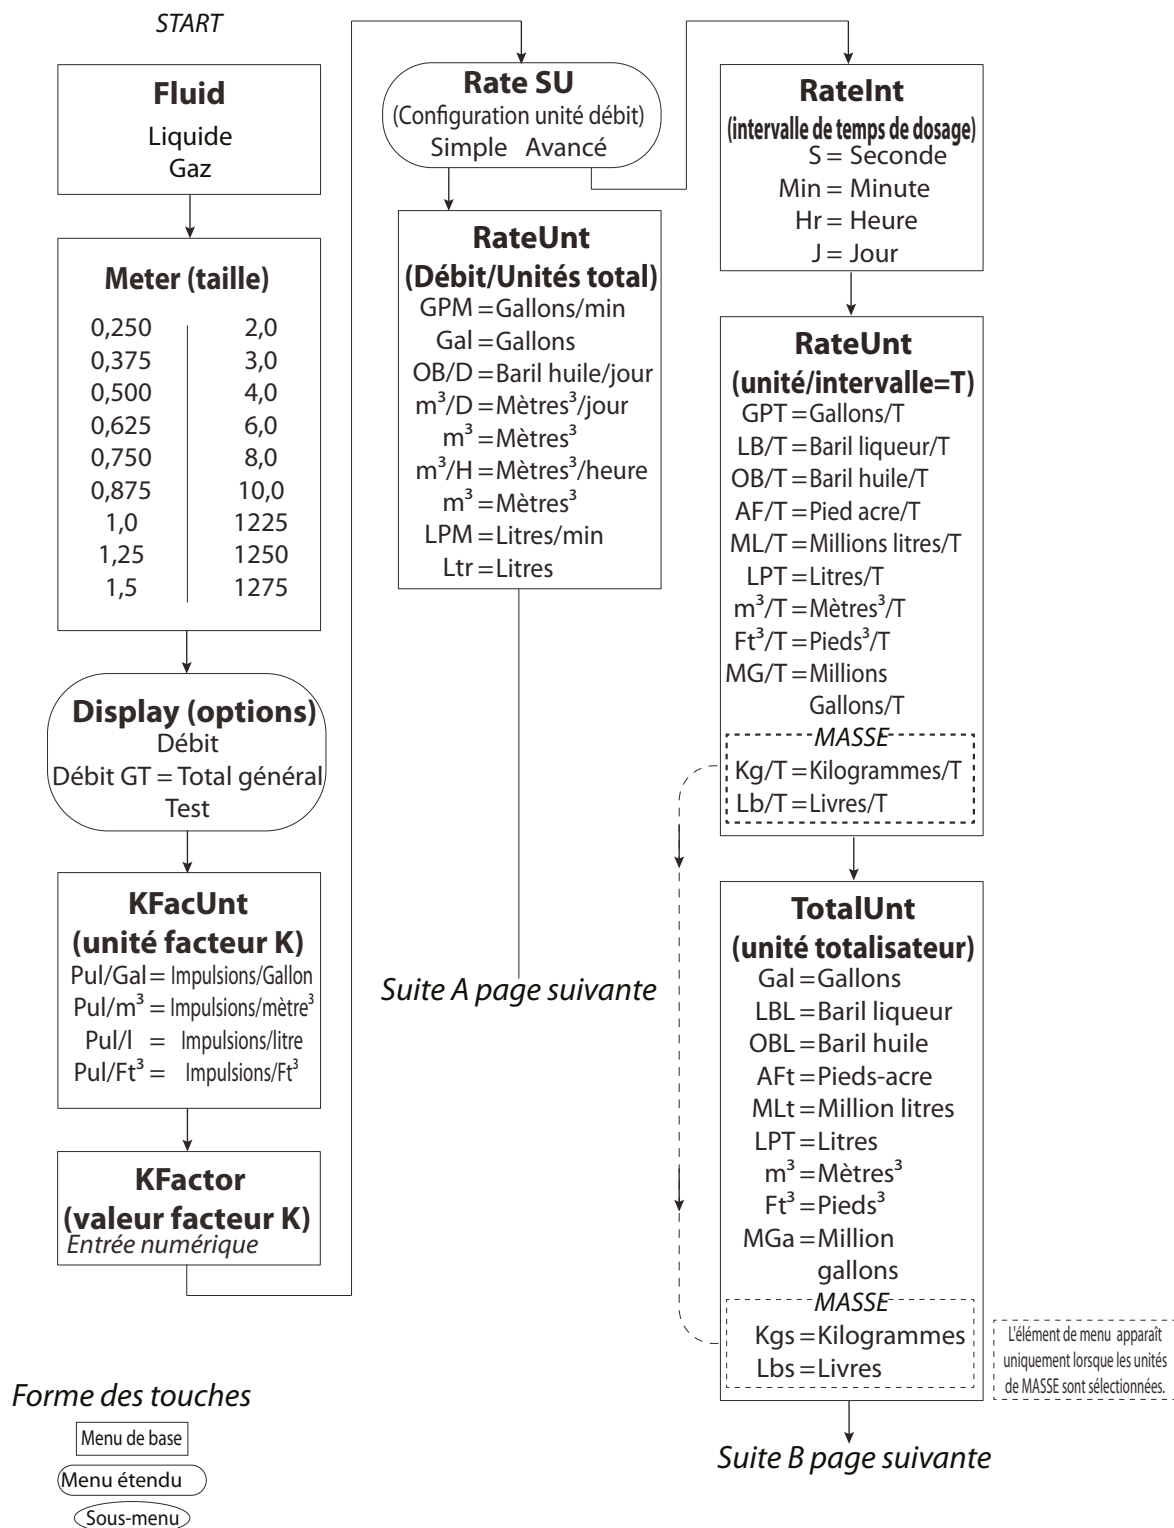 START
Fluid
Liquide
Gaz
Meter (taille)
0,250 2,0
0,375 3,0
0,500 4,0
0,625 6,0
0,750 8,0
0,875 10,0
1,0 1225
1,25 1250
1,5 1275
Display (options)
Débit
Débit GT = Total général
Test
KFacUnt
(unité facteur K)
Pul/Gal = Impulsions/Gallon
Pul/m³ = Impulsions/mètre³
Pul/l = Impulsions/litre
Pul/Ft³ = Impulsions/Ft³
KFactor
(valeur facteur K)
Entrée numérique
Rate SU
(Configuration unité débit)
Simple Avancé
RateUnt
(Débit/Unités total)
GPM = Gallons/min
Gal = Gallons
OB/D = Baril huile/jour
m³/D = Mètres³/jour
m³ = Mètres³
m³/H = Mètres³/heure
m³ = Mètres³
LPM = Litres/min
Ltr = Litres
Suite A page suivante
RateInt
(intervalle de temps de dosage)
S = Seconde
Min = Minute
Hr = Heure
J = Jour
RateUnt
(unité/intervalle=T)
GPT = Gallons/T
LB/T = Baril liqueur/T
OB/T = Baril huile/T
AF/T = Pied acre/T
ML/T = Millions litres/T
LPT = Litres/T
m³/T = Mètres³/T
Ft³/T = Pieds³/T
MG/T = Millions
Gallons/T
MASSE
Kg/T = Kilogrammes/T
Lb/T = Livres/T
TotalUnt
(unité totalisateur)
Gal = Gallons
LBL = Baril liqueur
OBL = Baril huile
AFt = Pieds-acre
MLt = Million litres
LPT = Litres
m³ = Mètres³
Ft³ = Pieds³
MGa = Million
gallons
MASSE
Kgs = Kilogrammes
Lbs = Livres
L'élément de menu apparaît
uniquement lorsque les unités
de MASSE sont sélectionnées.
Suite B page suivante
Forme des touches
Menu de base
Menu étendu
Sous-menu